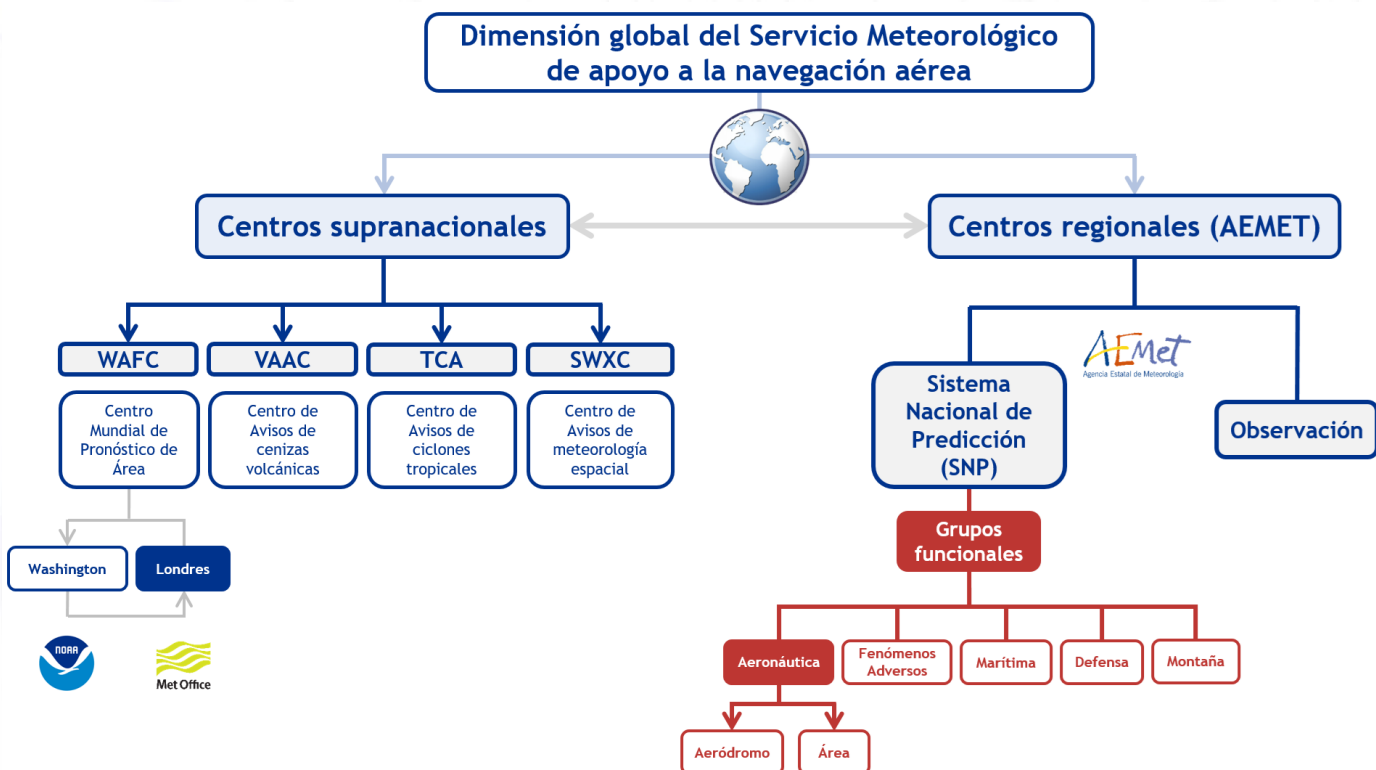 Dimensión global del Servicio Meteorológico
de apoyo a la navegación aérea
Centros supranacionales
Centros regionales (AEMET)
WAFC
VAAC
TCA
SWXC
Centro
Mundial de
Pronóstico de
Área
Centro de
Avisos de
cenizas
volcánicas
Centro de
Avisos de
ciclones
tropicales
Centro de
Avisos de
meteorología
espacial
Washington
Londres
NOAA
Met Office
AEMet
Agencia Estatal de Meteorología
Sistema
Nacional de
Predicción
(SNP)
Observación
Grupos
funcionales
Aeronáutica
Fenómenos
Adversos
Marítima
Defensa
Montaña
Aeródromo
Área